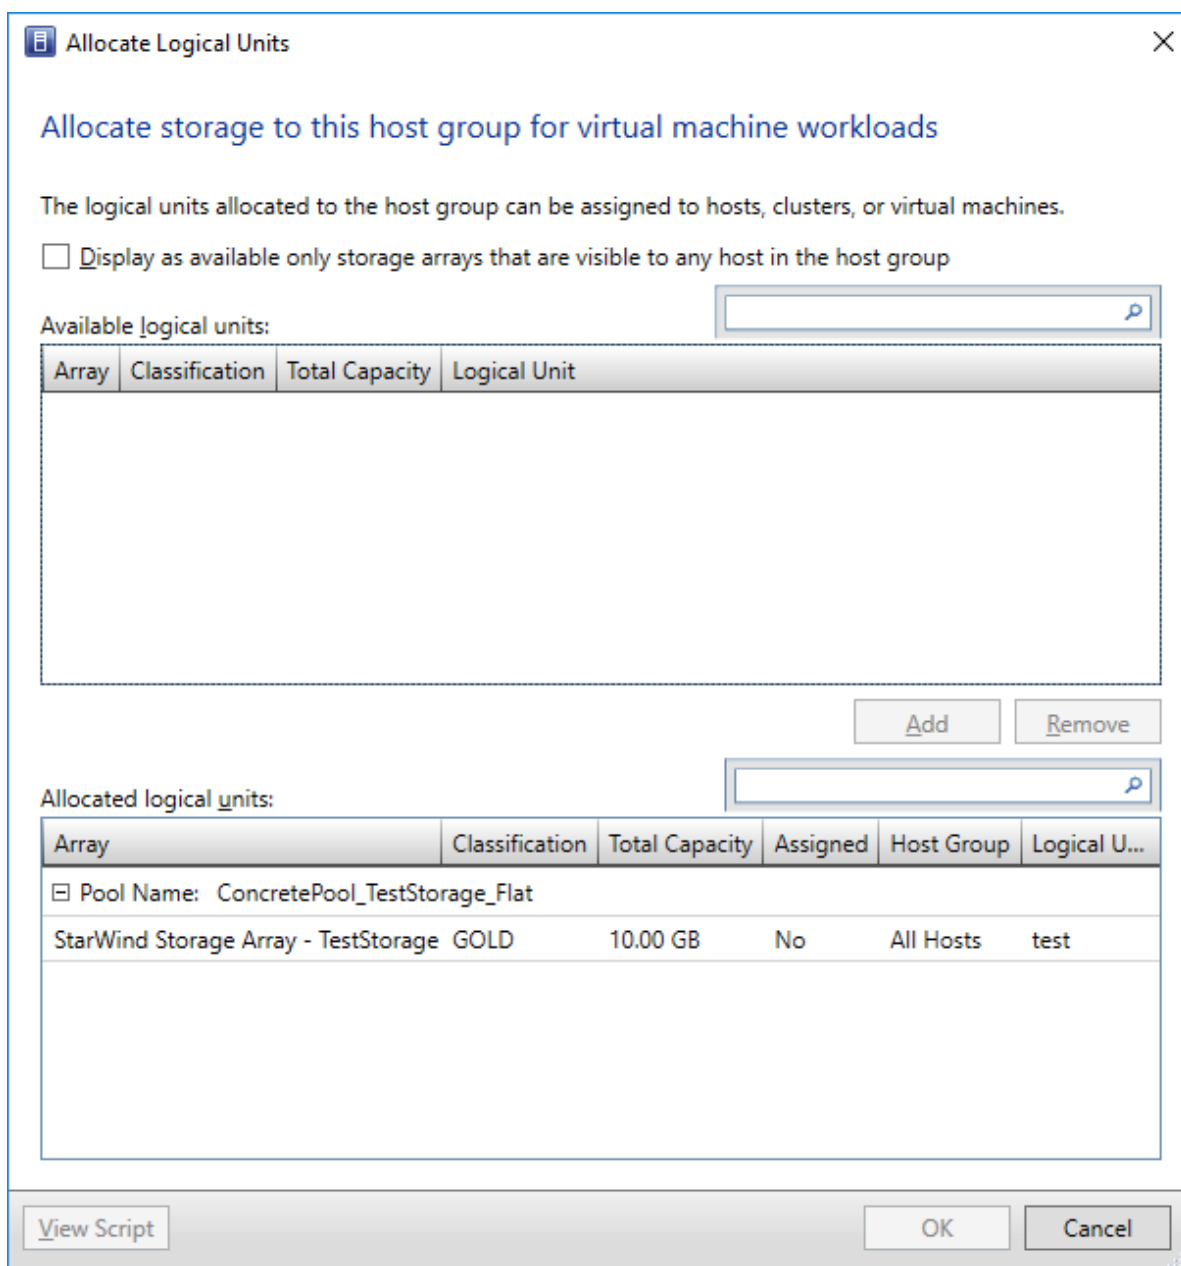 Allocate Logical Units
Allocate storage to this host group for virtual machine workloads
The logical units allocated to the host group can be assigned to hosts, clusters, or virtual machines.
Display as available only storage arrays that are visible to any host in the host group
Available logical units:
Array Classification Total Capacity Logical Unit
Add Remove
Allocated logical units:
Array Classification Total Capacity Assigned Host Group Logical U...
Pool Name: ConcretePool_TestStorage_Flat
StarWind Storage Array - TestStorage GOLD 10.00 GB No All Hosts test
View Script OK Cancel